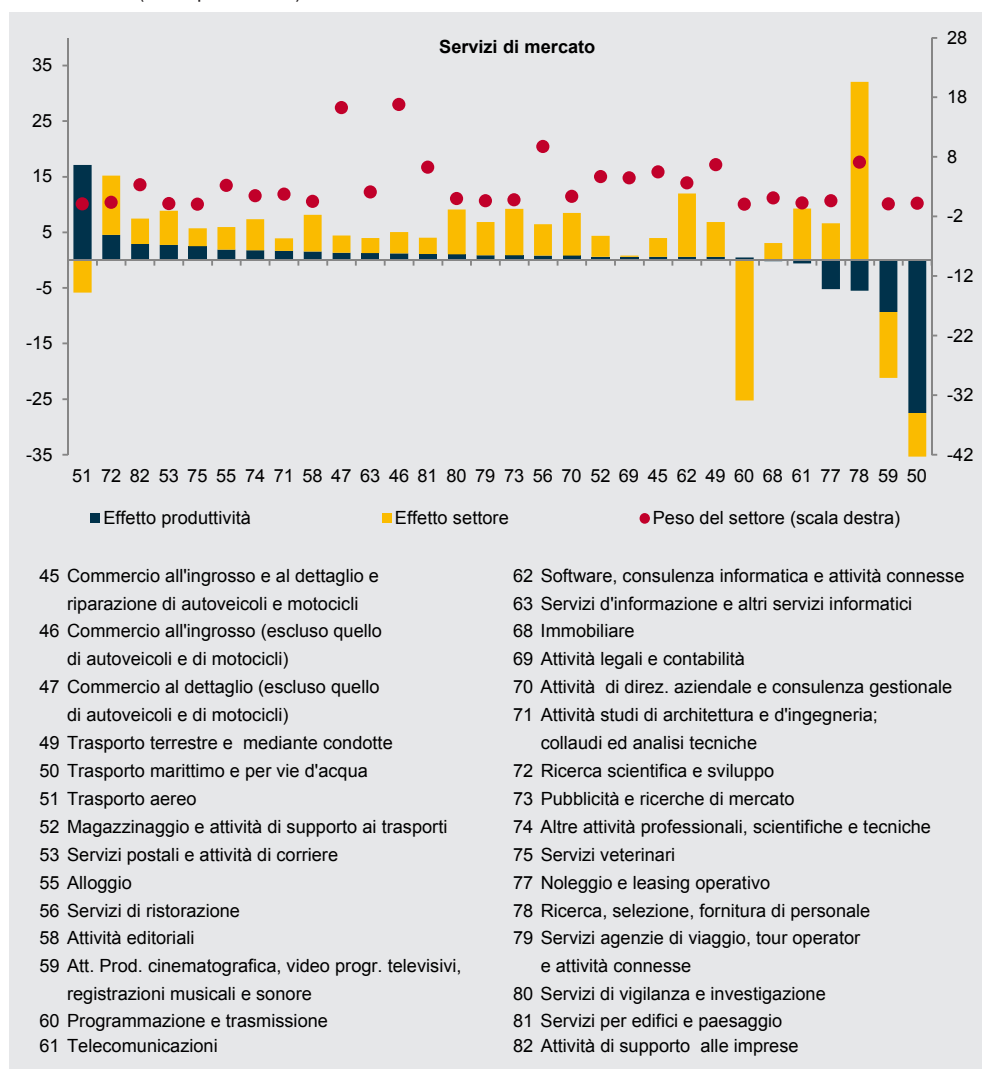 Servizi di mercato
35
25
15
5
-5
-15
-25
-35
28
18
8
-2
-12
-22
-32
-42
51 72 82 53 75 55 74 71 58 47 63 46 81 80 79 73 56 70 52 69 45 62 49 60 68 61 77 78 59 50
Effetto produttività Effetto settore Peso del settore (scala destra)
45 Commercio all'ingrosso e al dettaglio e
riparazione di autoveicoli e motocicli
46 Commercio all'ingrosso (escluso quello
di autoveicoli e di motocicli)
47 Commercio al dettaglio (escluso quello
di autoveicoli e di motocicli)
49 Trasporto terrestre e mediante condotte
50 Trasporto marittimo e per vie d'acqua
51 Trasporto aereo
52 Magazzinaggio e attività di supporto ai trasporti
53 Servizi postali e attività di corriere
55 Alloggio
56 Servizi di ristorazione
58 Attività editoriali
59 Att. Prod. cinematografica, video progr. televisivi,
registrazioni musicali e sonore
60 Programmazione e trasmissione
61 Telecomunicazioni
62 Software, consulenza informatica e attività connesse
63 Servizi d'informazione e altri servizi informatici
68 Immobiliare
69 Attività legali e contabilità
70 Attività di direz. aziendale e consulenza gestionale
71 Attività studi di architettura e d'ingegneria;
collaudi ed analisi tecniche
72 Ricerca scientifica e sviluppo
73 Pubblicità e ricerche di mercato
74 Altre attività professionali, scientifiche e tecniche
75 Servizi veterinari
77 Noleggio e leasing operativo
78 Ricerca, selezione, fornitura di personale
79 Servizi agenzie di viaggio, tour operator
e attività connesse
80 Servizi di vigilanza e investigazione
81 Servizi per edifici e paesaggio
82 Attività di supporto alle imprese